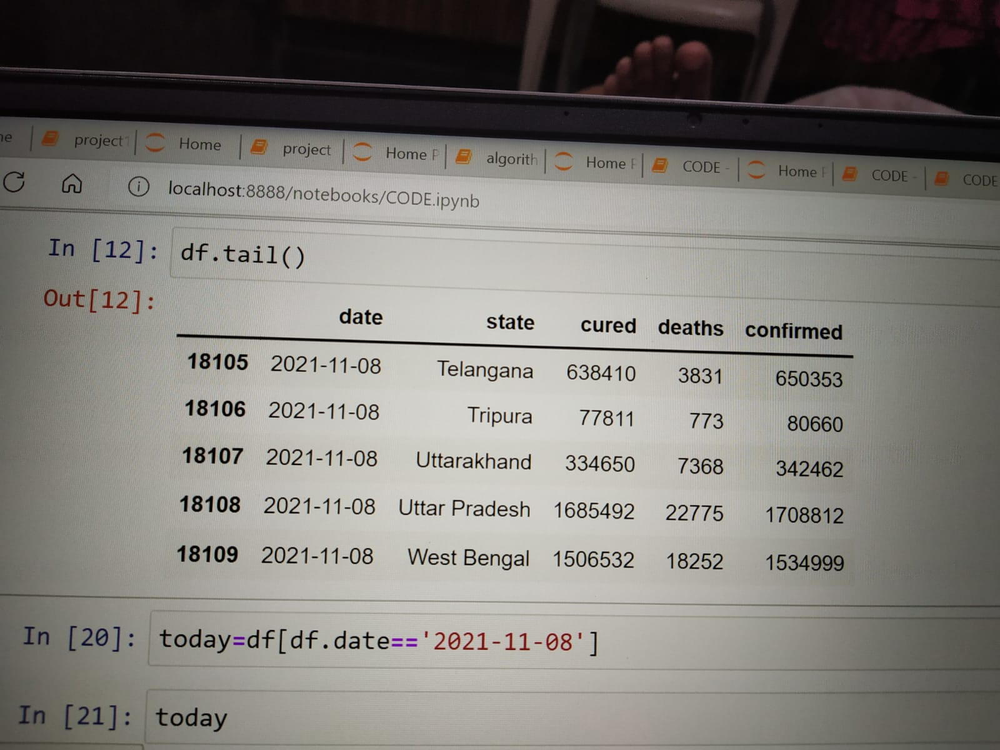 project
Home
project
Home P
algorith
Home
CODE -
Home
CODE -
CODE
localhost:8888/notebooks/CODE.ipynb
In [12]: df.tail()
Out[12]:
date state cured deaths confirmed
18105 2021-11-08 Telangana 638410 3831 650353
18106 2021-11-08 Tripura 77811 773 80660
18107 2021-11-08 Uttarakhand 334650 7368 342462
18108 2021-11-08 Uttar Pradesh 1685492 22775 1708812
18109 2021-11-08 West Bengal 1506532 18252 1534999
In [20]: today=df[df.date=='2021-11-08']
In [21]: today